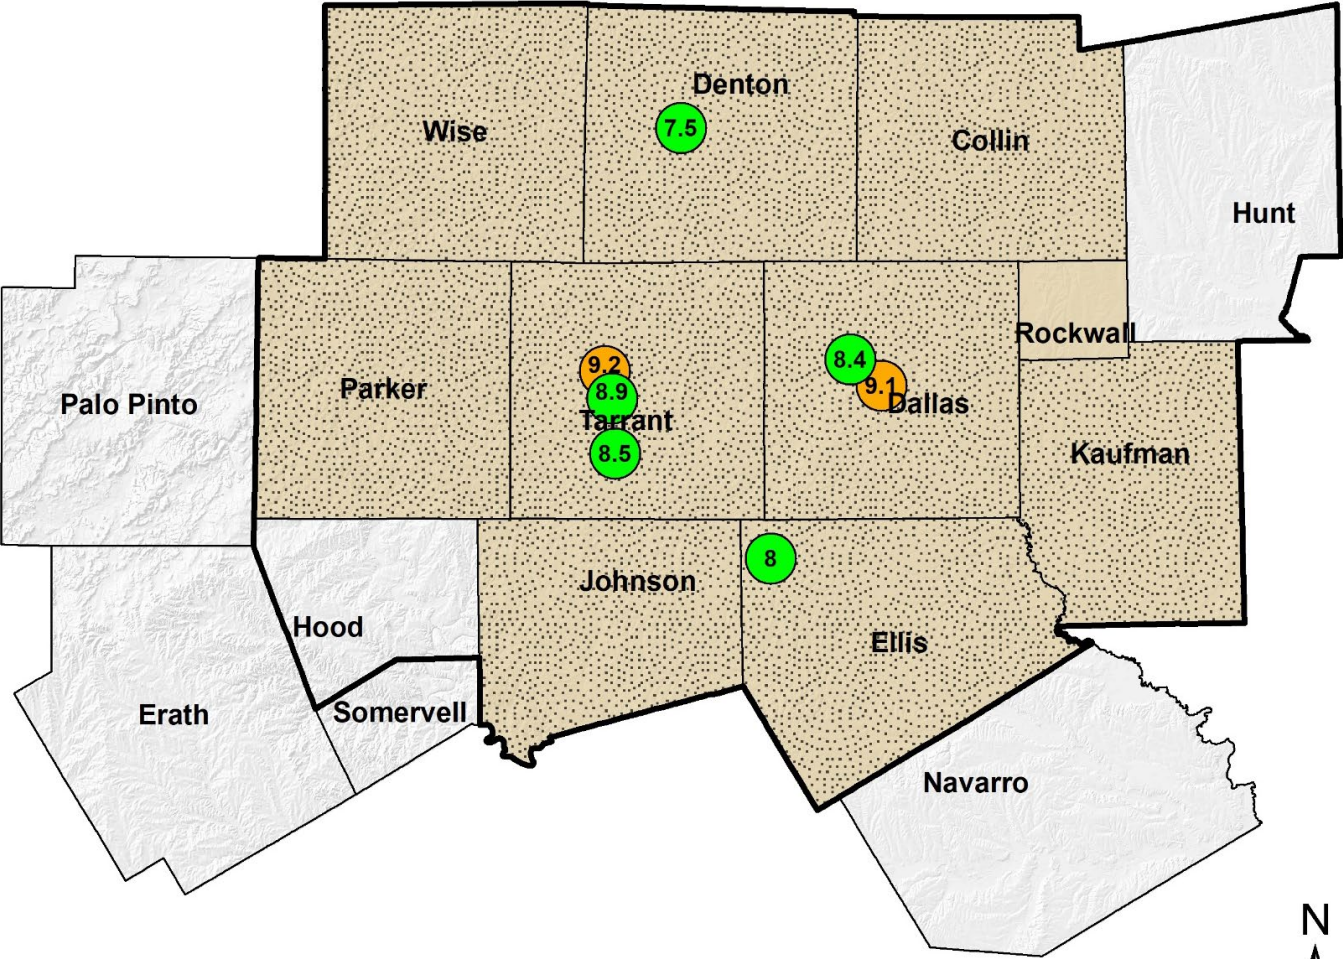 Denton
Wise
7.5
Collin
Hunt
Rockwall
Palo Pinto
Parker
9.2
8.9
Tarrant
8.5
8.4
9.1
Dallas
Kaufman
Johnson
8
Hood
Ellis
Erath
Somervell
Navarro
N